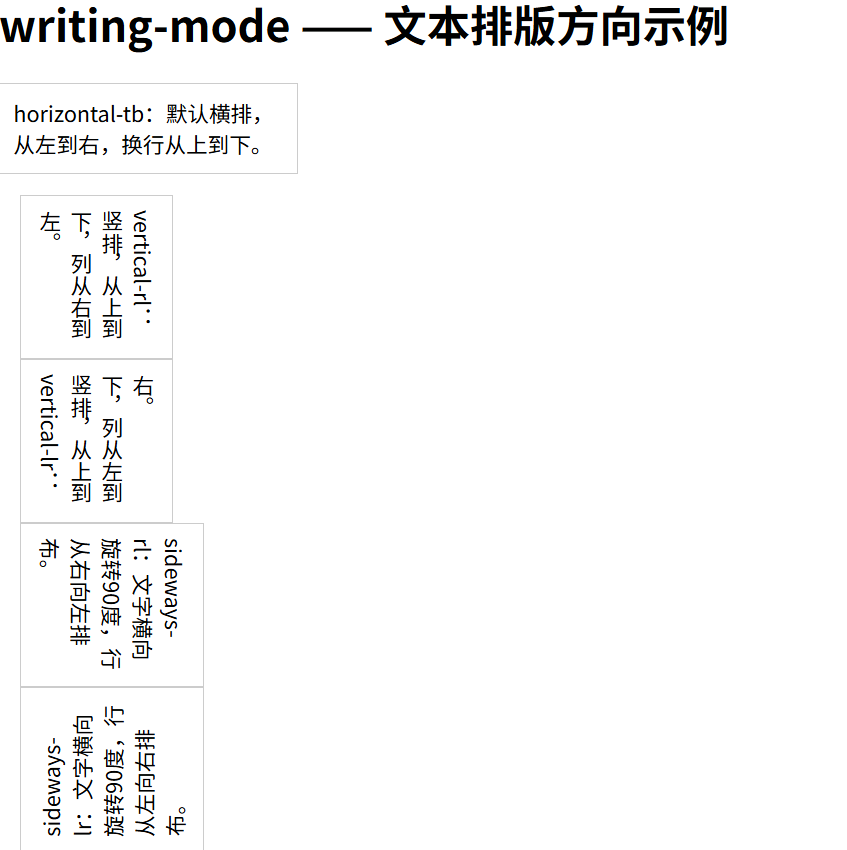 writing-mode —— 文本排版方向示例
horizontal-tb：默认横排，
从左到右，换行从上到下。
vertical-rl：
竖排，从上到
下，列从右到
左。
vertical-lr：
竖排，从上到
下，列从左到
右。
sideways-
rl：文字横向
旋转90度，行
从右向左排
布。
sideways-
lr：文字横向
旋转90度，行
从左向右排
布。